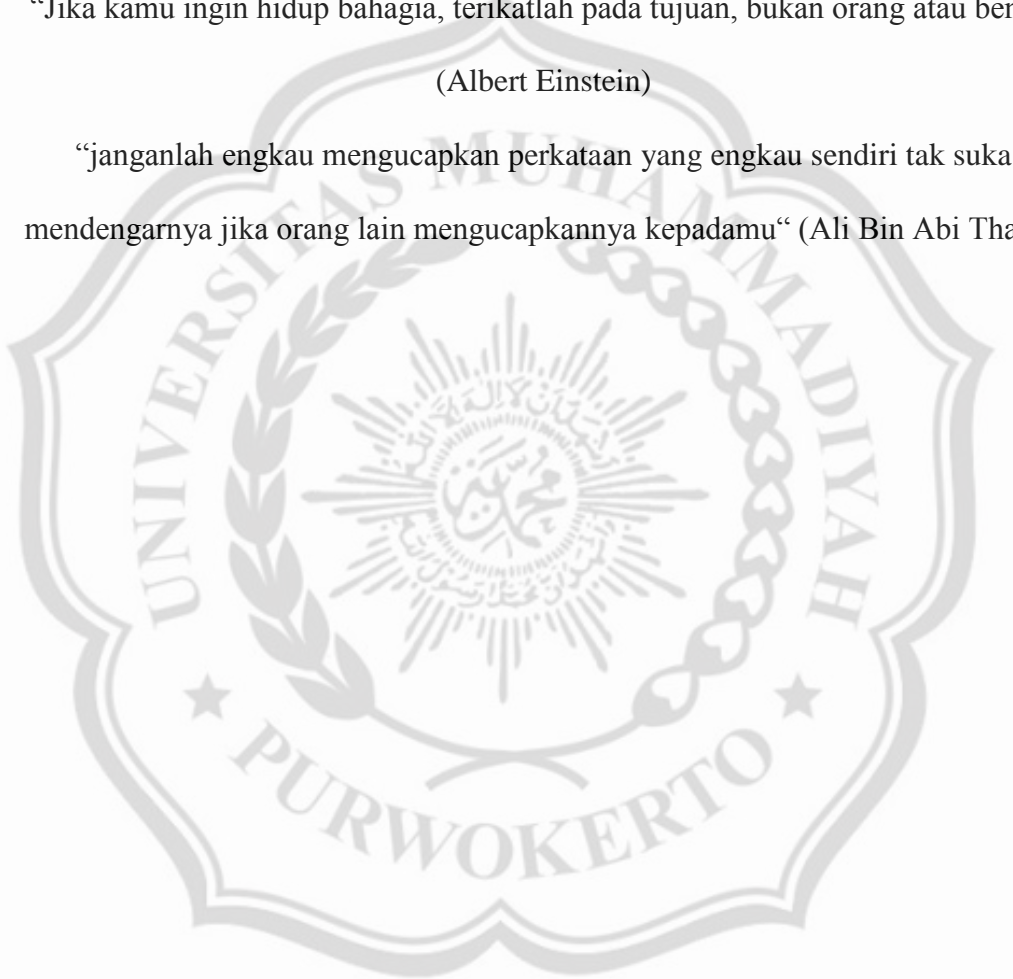 “Jika kamu ingin hidup bahagia, terikatlah pada tujuan, bukan orang atau
(Albert Einstein)
“janganlah engkau mengucapkan perkataan yang engkau sendiri tak suka
mendengarnya jika orang lain mengucapkannya kepadamu“ (Ali Bin Abi
UNIVERSITAS MUHAMMADIYAH
PURWOKERTO